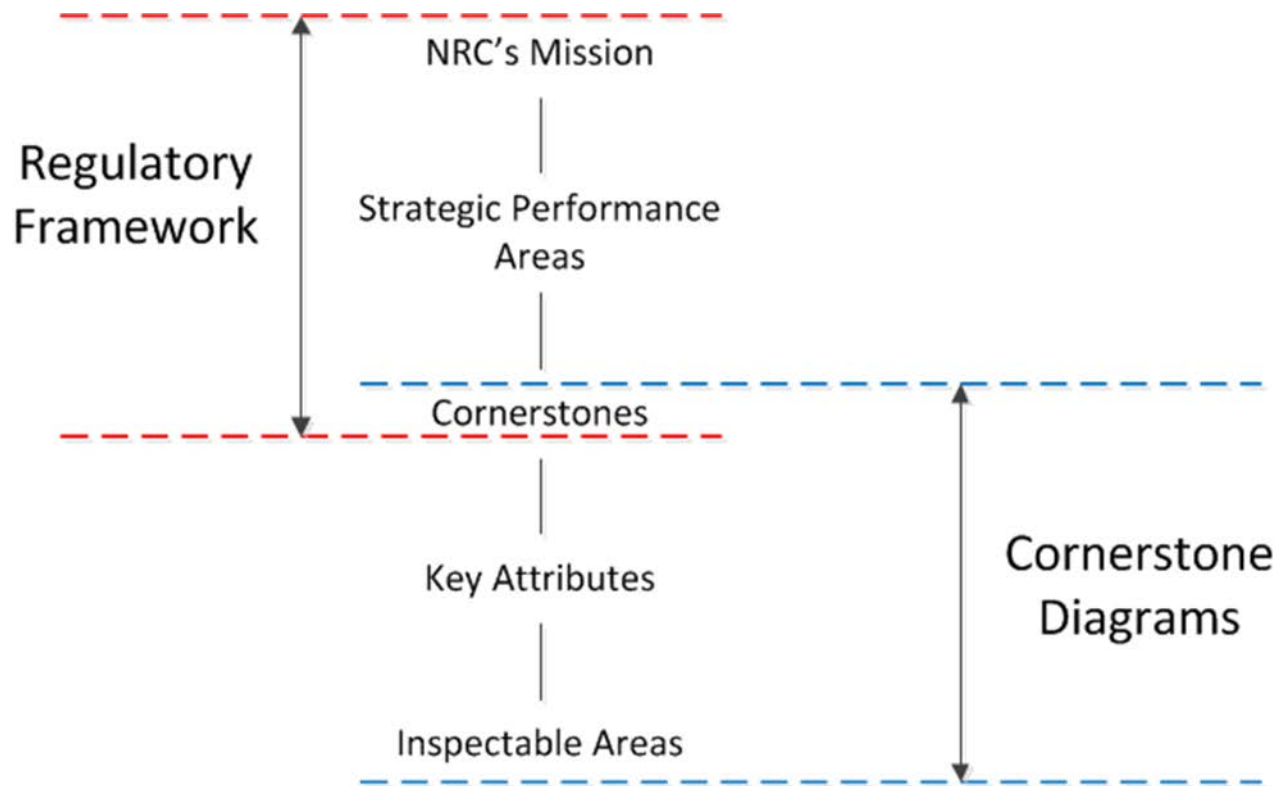 NRC’s Mission
Regulatory
Framework
Strategic Performance
Areas
Cornerstones
Key Attributes
Cornerstone
Diagrams
Inspectable Areas